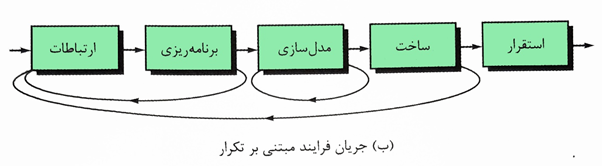 ارتباطات
برنامه‌ریزی
مدل‌سازی
ساخت
استقرار
(ب) جریان فرایند مبتنی بر تکرار